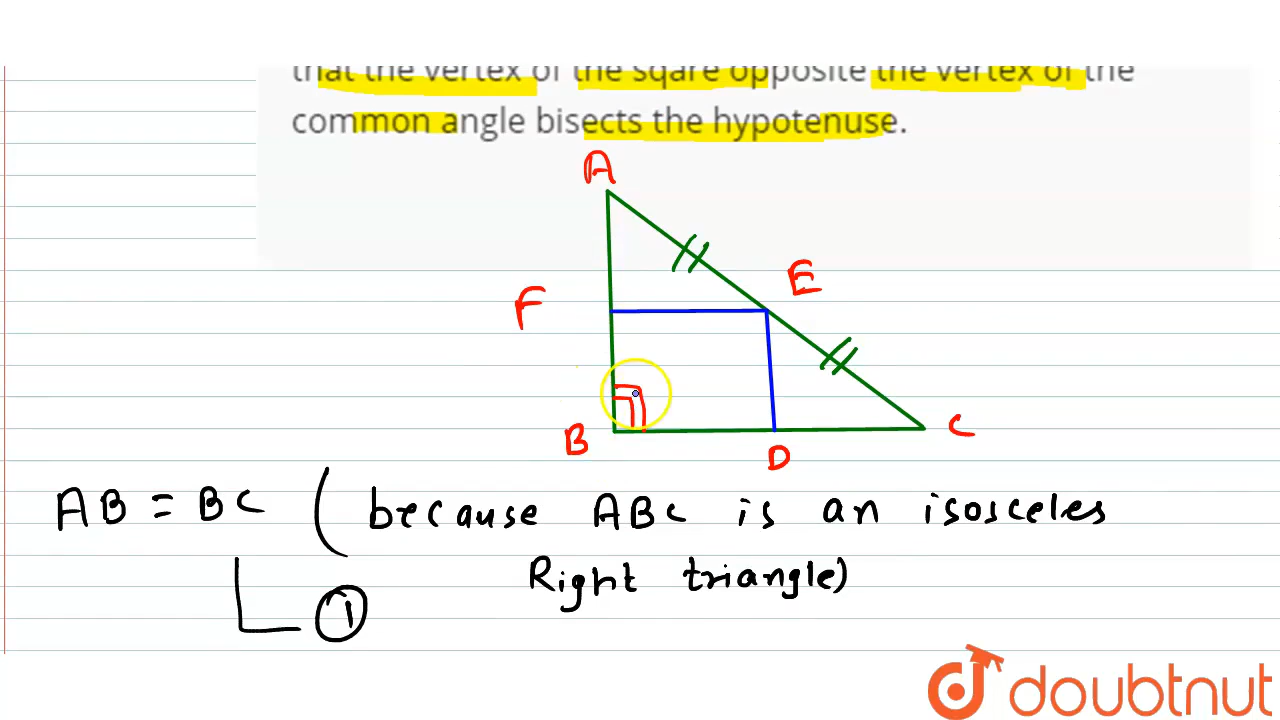 that the vertex of the sqare opposite the vertex of the
common angle bisects the hypotenuse.
A
E
F
B
D
C
AB = BC ( because ABC is an isosceles
Right triangle)
1
doubtnut